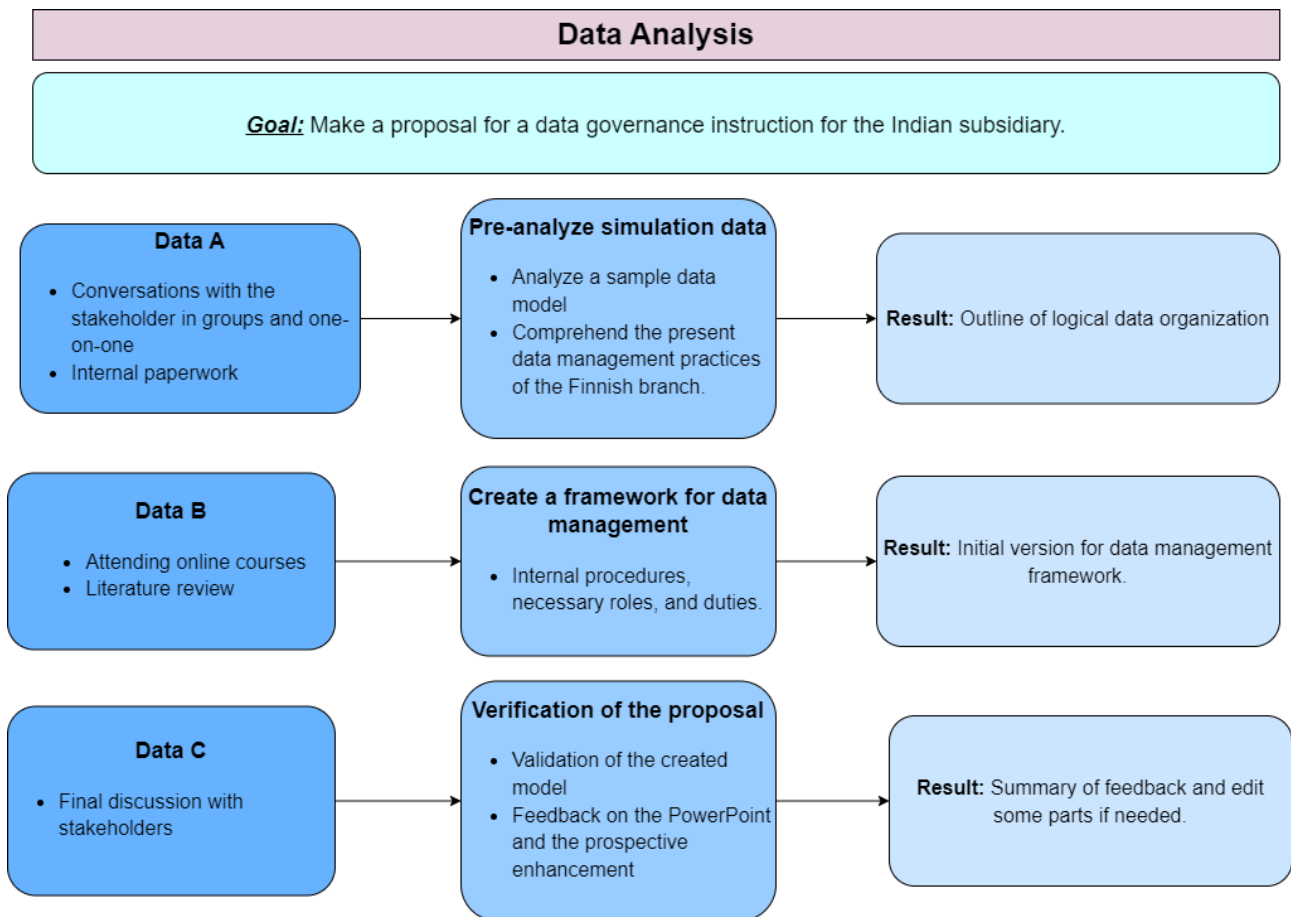 Data Analysis
Goal: Make a proposal for a data governance instruction for the Indian subsidiary.
Data A
• Conversations with the
stakeholder in groups and one-
on-one
• Internal paperwork
Pre-analyze simulation data
• Analyze a sample data
model
• Comprehend the present
data management practices
of the Finnish branch.
Result: Outline of logical data organization
Data B
• Attending online courses
• Literature review
Create a framework for data
management
• Internal procedures,
necessary roles, and duties.
Result: Initial version for data management
framework.
Data C
• Final discussion with
stakeholders
Verification of the proposal
• Validation of the created
model
• Feedback on the PowerPoint
and the prospective
enhancement
Result: Summary of feedback and edit
some parts if needed.